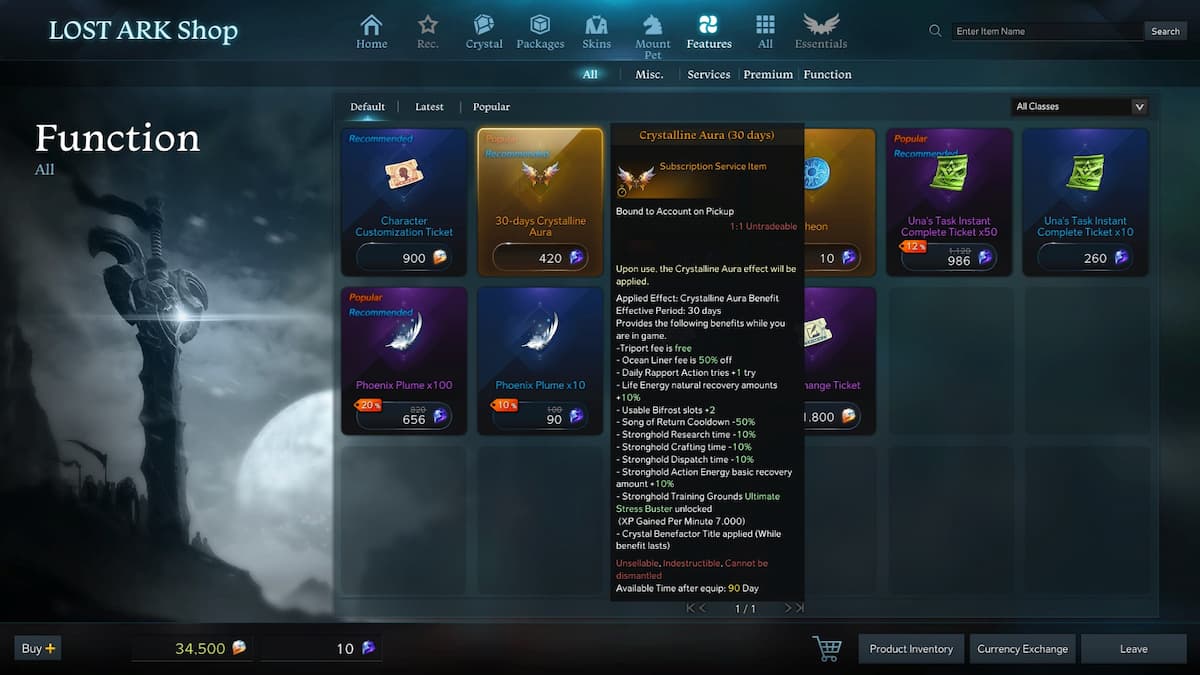 LOST ARK Shop
Home
Rec.
Crystal
Packages
Skins
Mount
Pet
Features
All
Essentials
Enter Item Name
Search
All
Misc.
Services
Premium
Function
Function
All
Default
Latest
Popular
All Classes
Recommended
Character
Customization Ticket
900
Recommended
30-days Crystalline
Aura
420
Crystalline Aura (30 days)
Subscription Service Item
Bound to Account on Pickup
1:1 Untradeable
Upon use, the Crystalline Aura effect will be
applied.
Applied Effect: Crystalline Aura Benefit
Effective Period: 30 days
Provides the following benefits while you
are in game.
-Triport fee is free
- Ocean Liner fee is 50% off
- Daily Rapport Action tries +1 try
- Life Energy natural recovery amounts
+10%
- Usable Bifrost slots +2
- Song of Return Cooldown -50%
- Stronghold Research time -10%
- Stronghold Crafting time -10%
- Stronghold Dispatch time -10%
- Stronghold Action Energy basic recovery
amount +10%
- Stronghold Training Grounds Ultimate
Stress Buster unlocked
(XP Gained Per Minute 7,000)
- Crystal Benefactor Title applied (While
benefit lasts)
Unsellable, Indestructible, Cannot be
dismantled
Available Time after equip: 90 Day
1 / 1
heon
10
Popular
Recommended
Una's Task Instant
Complete Ticket x50
12%
1,120
986
Una's Task Instant
Complete Ticket x10
260
Popular
Recommended
Phoenix Plume x100
20%
820
656
Phoenix Plume x10
10%
100
90
hange Ticket
1,800
Buy +
34,500
10
Product Inventory
Currency Exchange
Leave